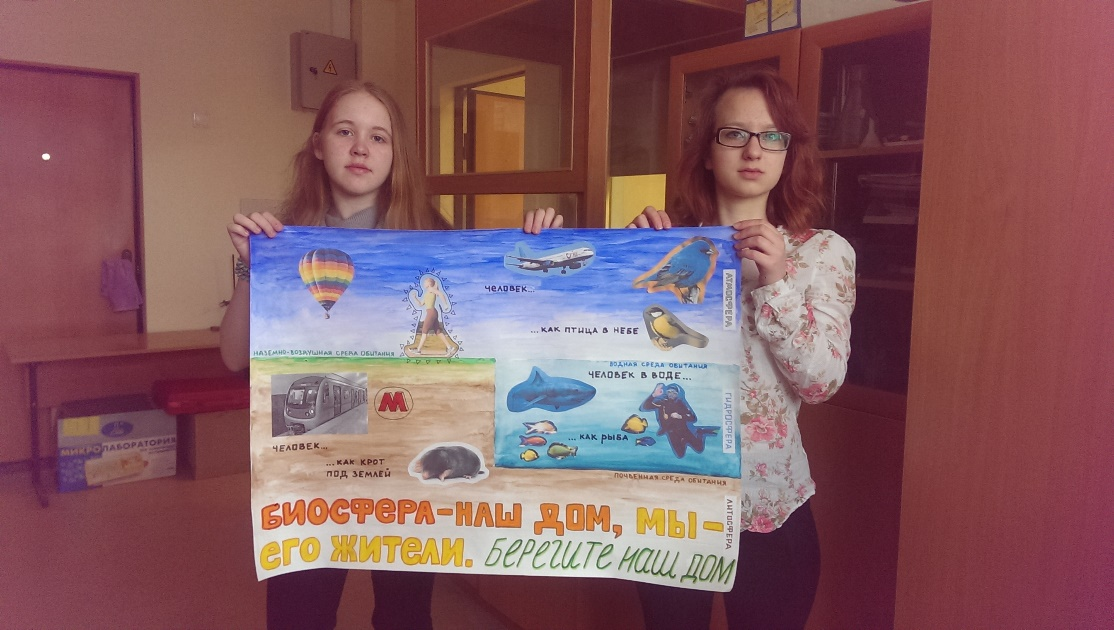 ЧЕЛОВЕК...
...КАК ПТИЦА В НЕБЕ
АТМОСФЕРА
НАЗЕМНО-ВОЗДУШНАЯ СРЕДА ОБИТАНИЯ
ВОДНАЯ СРЕДА ОБИТАНИЯ
ЧЕЛОВЕК В ВОДЕ...
...КАК РЫБА
ГИДРОСФЕРА
М
ЧЕЛОВЕК...
...КАК КРОТ
ПОД ЗЕМЛЕЙ
ПОЧВЕННАЯ СРЕДА ОБИТАНИЯ
ЛИТОСФЕРА
БИОСФЕРА-НАШ ДОМ, МЫ-
ЕГО ЖИТЕЛИ. БЕРЕГИТЕ НАШ ДОМ
МИКРОЛАБОРАТОРИЯ